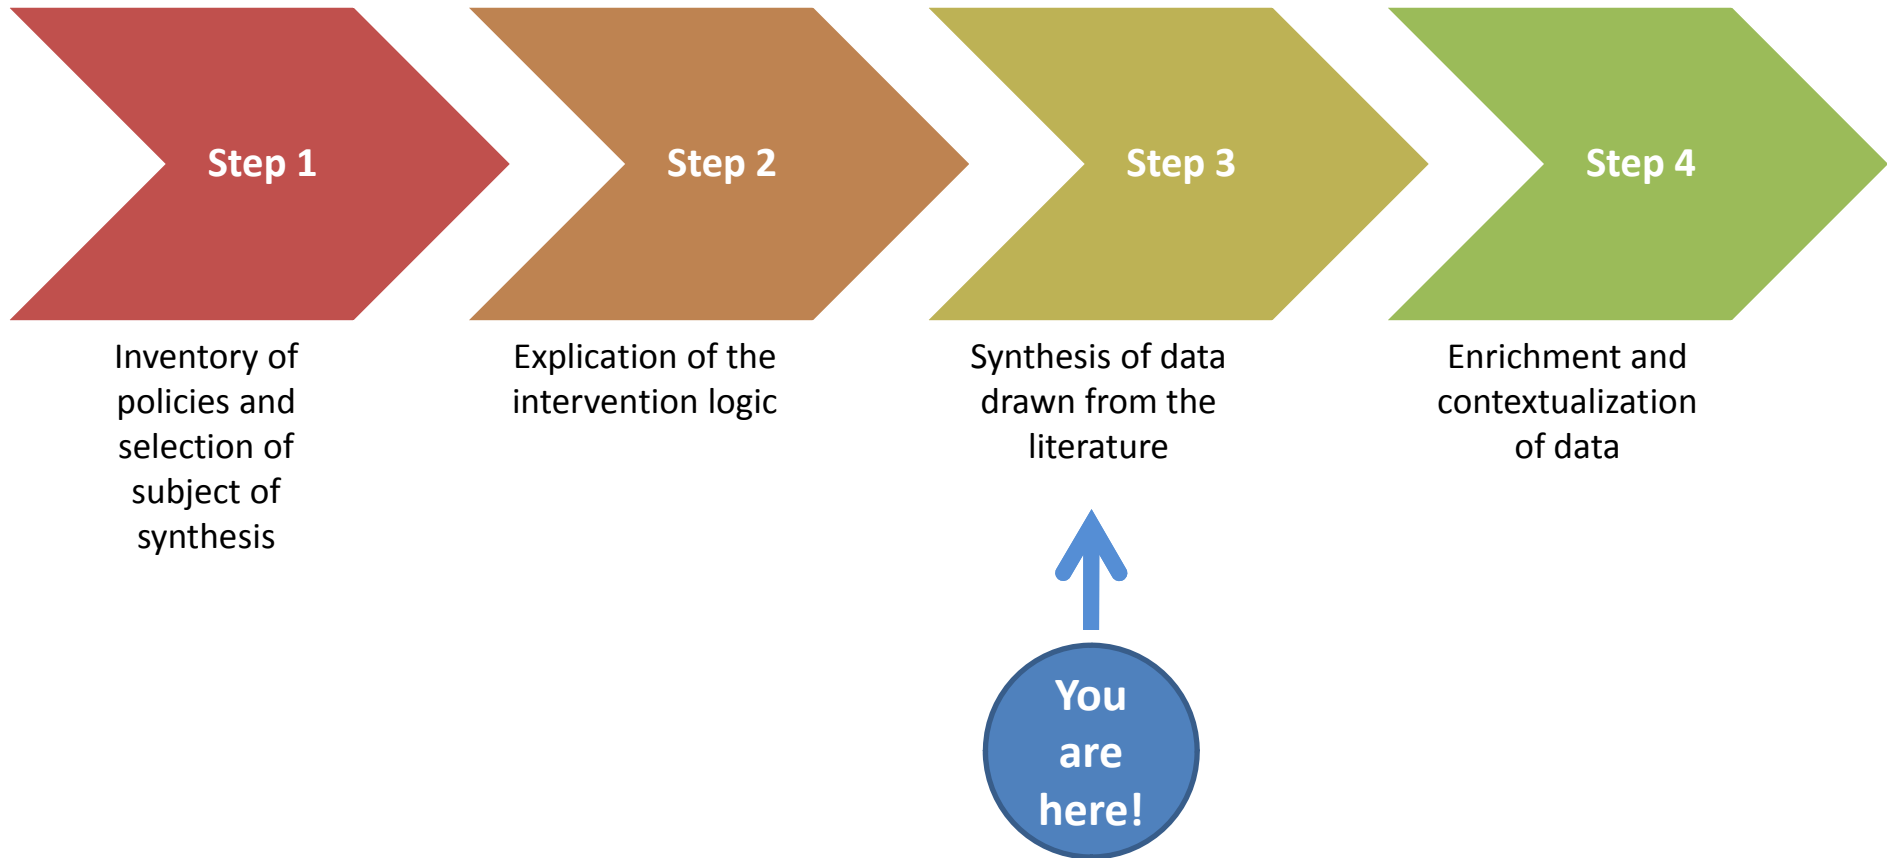 Step 1
Step 2
Step 3
Step 4
Inventory of
policies and
selection of
subject of
synthesis
Explication of the
intervention logic
Synthesis of data
drawn from the
literature
Enrichment and
contextualization
of data
You
are
here!